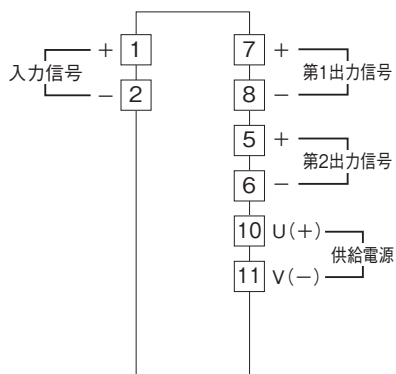 入力信号
+ 1
− 2
7 +
8 −
第1出力信号
5 +
6 −
第2出力信号
10 U(+)
11 V(−)
供給電源